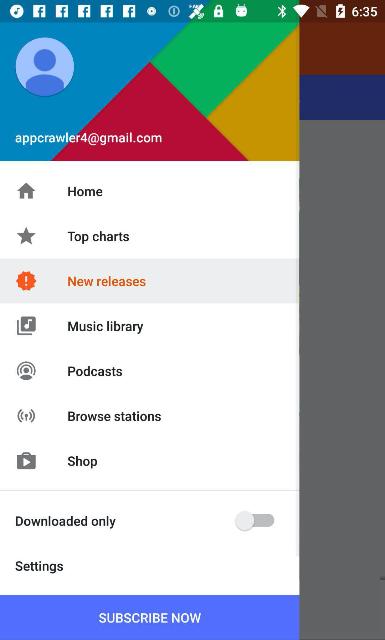 6:35
appcrawler4@gmail.com
Home
Top charts
New releases
Music library
Podcasts
Browse stations
Shop
Downloaded only
Settings
SUBSCRIBE NOW